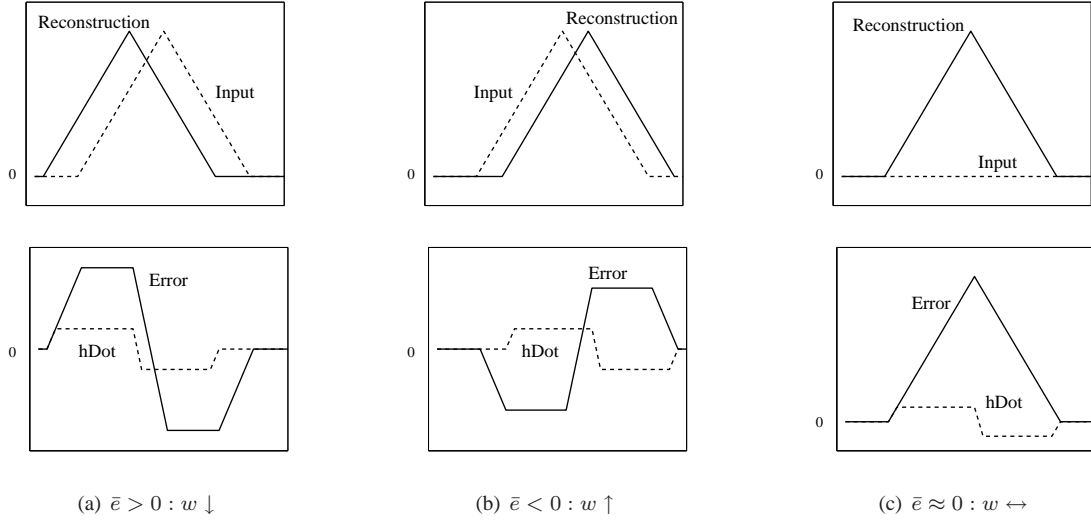 Reconstruction
Input
0
Reconstruction
Input
0
Reconstruction
Input
0
Error
hDot
0
Error
hDot
0
Error
hDot
0
(a) ē > 0 : w ↓
(b) ē < 0 : w ↑
(c) ē ≈ 0 : w ↔